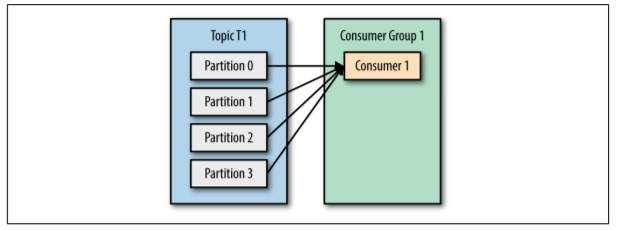 Topic T1
Partition 0
Partition 1
Partition 2
Partition 3
Consumer Group 1
Consumer 1